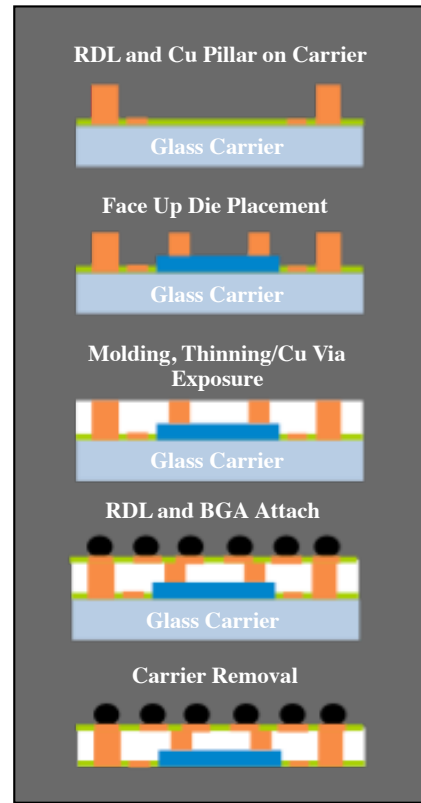 RDL and Cu Pillar on Carrier
Glass Carrier
Face Up Die Placement
Glass Carrier
Molding, Thinning/Cu Via
Exposure
Glass Carrier
RDL and BGA Attach
Glass Carrier
Carrier Removal